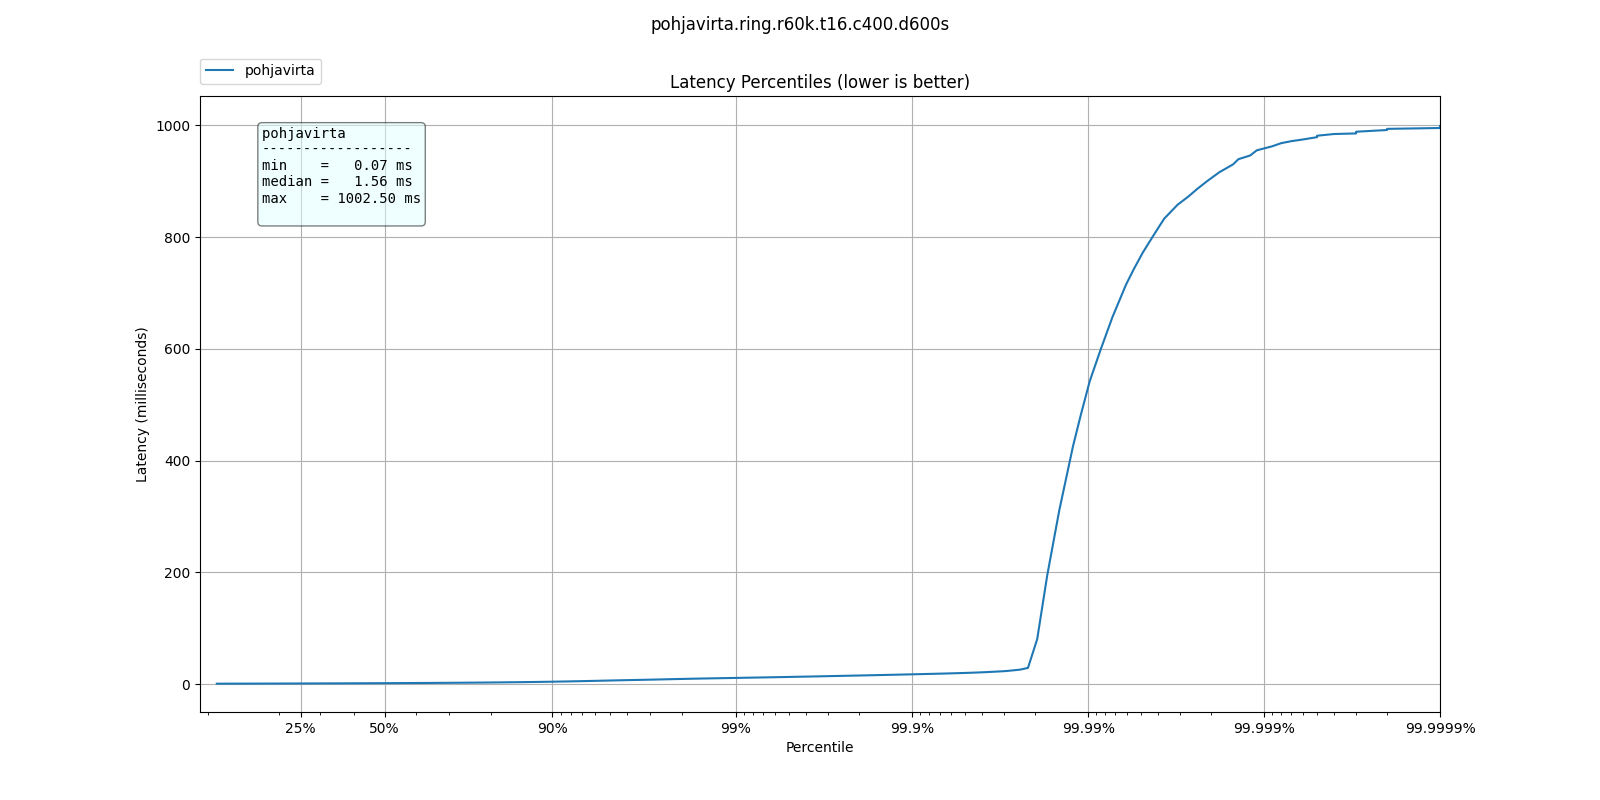 pohjavirta.ring.r60k.t16.c400.d600s
pohjavirta
Latency Percentiles (lower is better)
pohjavirta
------------------
min    =   0.07 ms
median =   1.56 ms
max    = 1002.50 ms
1000
800
600
400
200
0
Latency (milliseconds)
25% 50% 90% 99% 99.9% 99.99% 99.999% 99.9999%
Percentile